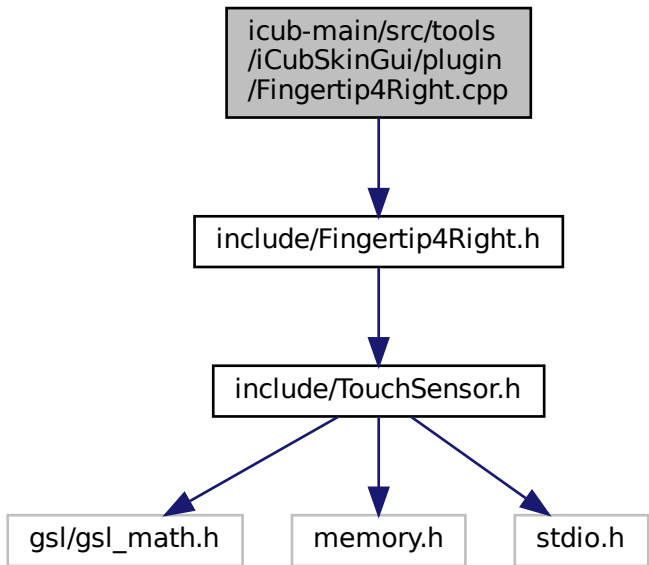 icub-main/src/tools
/iCubSkinGui/plugin
/Fingertip4Right.cpp
include/Fingertip4Right.h
include/TouchSensor.h
gsl/gsl_math.h
memory.h
stdio.h